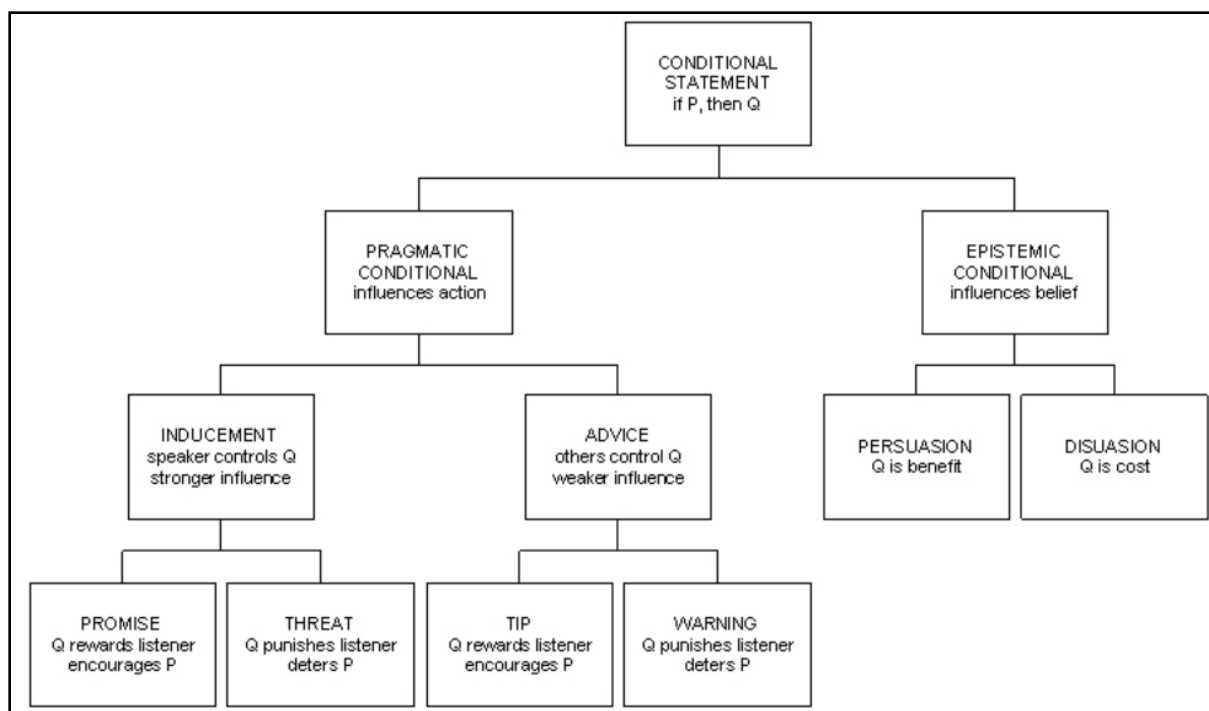 CONDITIONAL
STATEMENT
if P, then Q
PRAGMATIC
CONDITIONAL
influences action
EPISTEMIC
CONDITIONAL
influences belief
INDUCEMENT
speaker controls Q
stronger influence
ADVICE
others control Q
weaker influence
PERSUASION
Q is benefit
DISUASION
Q is cost
PROMISE
Q rewards listener
encourages P
THREAT
Q punishes listener
deters P
TIP
Q rewards listener
encourages P
WARNING
Q punishes listener
deters P